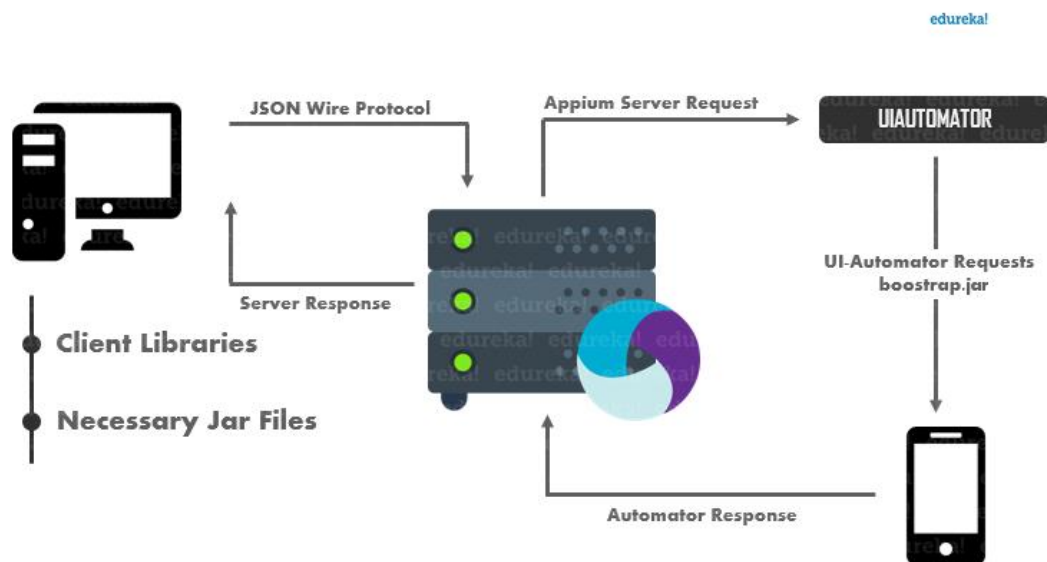 edureka!
JSON Wire Protocol
Appium Server Request
UIAUTOMATOR
UI-Automator Requests
boostrap.jar
Server Response
Client Libraries
Necessary Jar Files
Automator Response